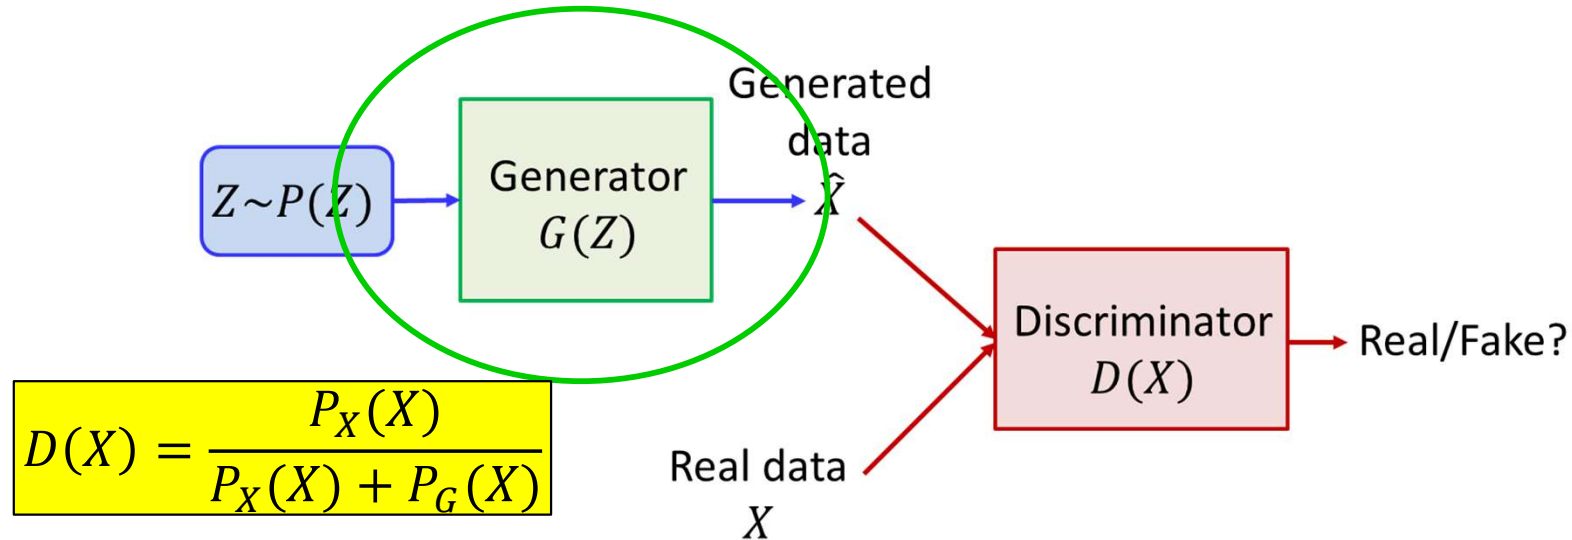 Generated
data
X̂
Z~P(Z)
Generator
G(Z)
Discriminator
D(X)
Real/Fake?
Real data
X
D(X) = P_X(X) / (P_X(X) + P_G(X))